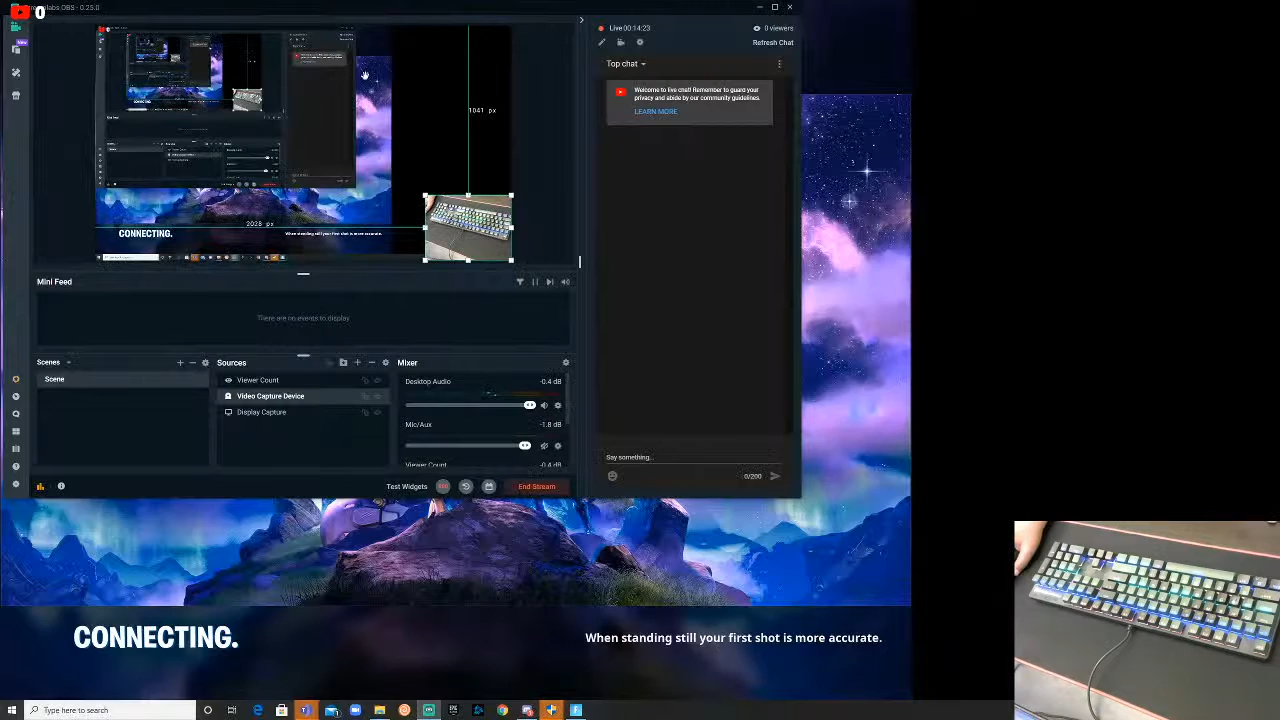 0
Live 00:14:23
0 viewers
Refresh Chat
New
Top chat
Welcome to live chat! Remember to guard your
privacy and abide by our community guidelines.
LEARN MORE
1041 px
2028 px
CONNECTING.
When standing still your first shot is more accurate.
Mini Feed
There are no events to display
Scenes
Sources
Mixer
Scene
Viewer Count
Video Capture Device
Display Capture
Desktop Audio
-0.4 dB
Mic/Aux
-1.8 dB
Viewer Count
-0.4 dB
Say something...
0/200
Test Widgets
End Stream
CONNECTING.
When standing still your first shot is more accurate.
Type here to search